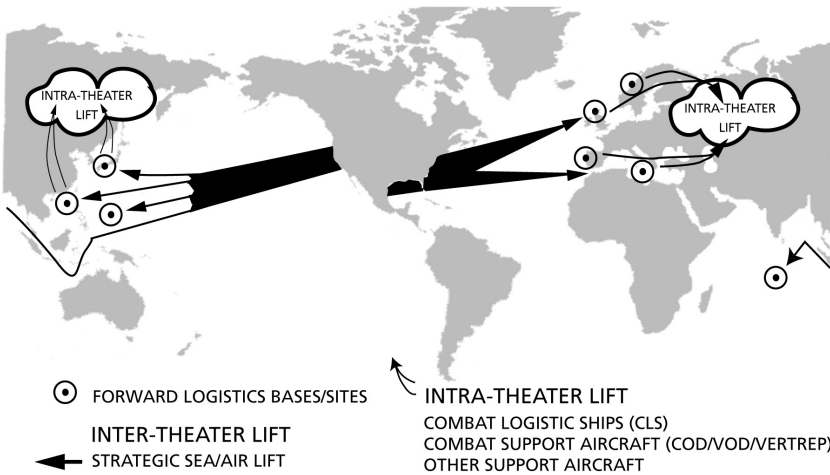 INTRA-THEATER
LIFT
INTRA-THEATER
LIFT
FORWARD LOGISTICS BASES/SITES
INTER-THEATER LIFT
STRATEGIC SEA/AIR LIFT
INTRA-THEATER LIFT
COMBAT LOGISTIC SHIPS (CLS)
COMBAT SUPPORT AIRCRAFT (COD/VOD/VERTREP)
OTHER SUPPORT AIRCRAFT